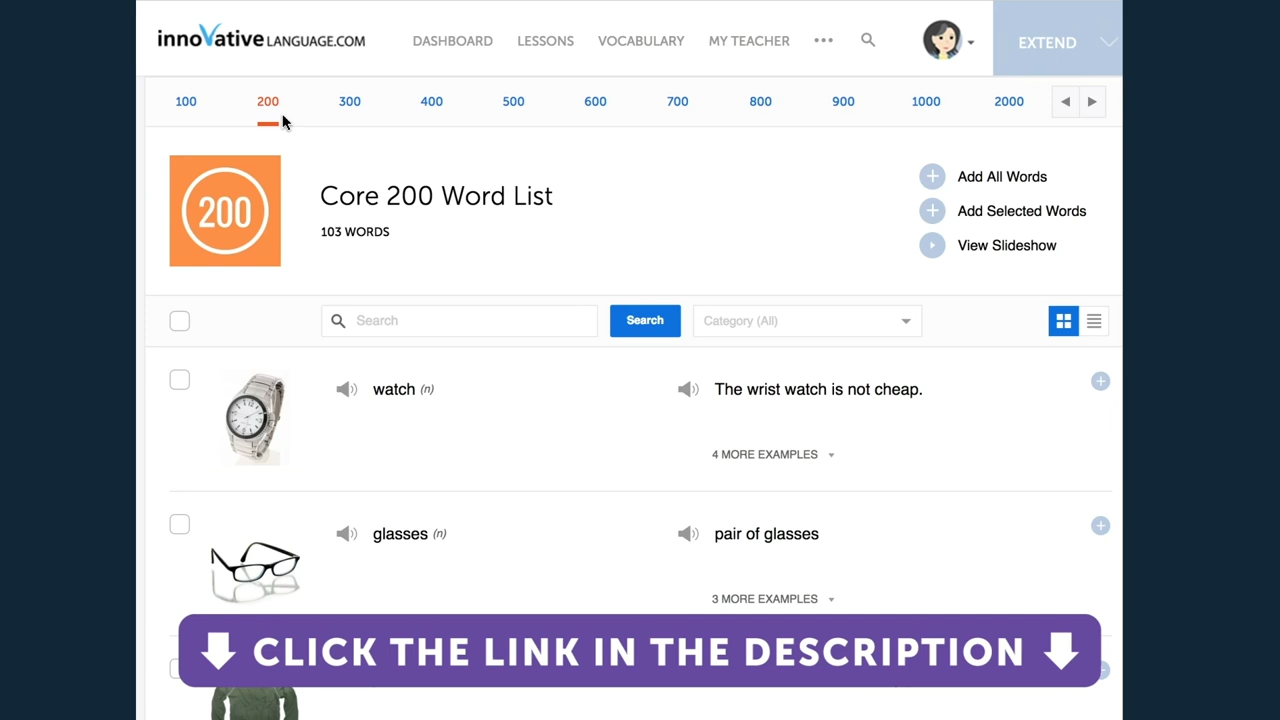 innoVative LANGUAGE.COM
DASHBOARD LESSONS VOCABULARY MY TEACHER ••• EXTEND
100 200 300 400 500 600 700 800 900 1000 2000
200
Core 200 Word List
103 WORDS
Add All Words
Add Selected Words
View Slideshow
Search Search Category (All)
watch (n) The wrist watch is not cheap.
4 MORE EXAMPLES
glasses (n) pair of glasses
3 MORE EXAMPLES
CLICK THE LINK IN THE DESCRIPTION